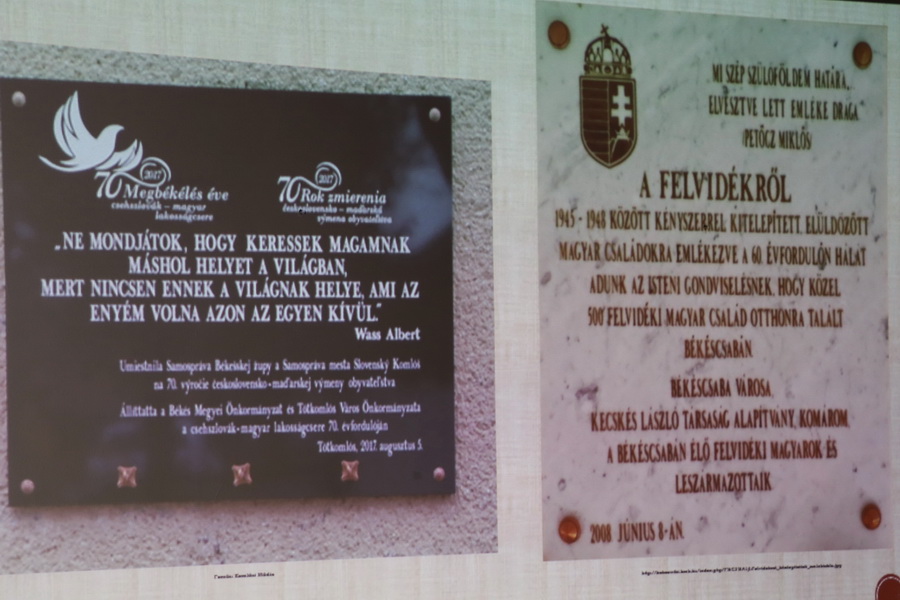 2017
70 Megbékélés éve
csehszlovák – magyar
lakosságcsere
2017
70 Rok zmierenia
československo – maďarská
výmena obyvateľstva
„NE MONDJÁTOK, HOGY KERESSEK MAGAMNAK
MÁSHOL HELYET A VILÁGBAN,
MERT NINCSEN ENNEK A VILÁGNAK HELYE, AMI AZ
ENYÉM VOLNA AZON AZ EGYEN KÍVÜL.”
Wass Albert
Umiestnila Samospráva Békešskej župy a Samospráva mesta Slovenský Komlóš
na 70. výročie československo-maďarskej výmeny obyvateľstva
Állíttatta a Békés Megyei Önkormányzat és Tótkomlós Város Önkormányzata
a csehszlovák-magyar lakosságcsere 70. évfordulóján
Tótkomlós, 2017. augusztus 5.
MI SZÉP SZÜLŐFÖLDEM HATÁRA,
ELVESZTVE LETT EMLÉKE DRÁGA
(PETŐCZ MIKLÓS)
A FELVIDÉKRŐL
1945 - 1948 KÖZÖTT KÉNYSZERREL KITELEPÍTETT, ELÜLDÖZÖTT
MAGYAR CSALÁDOKRA EMLÉKEZVE A 60. ÉVFORDULÓN HÁLÁT
ADUNK AZ ISTENI GONDVISELÉSNEK, HOGY KÖZEL
500 FELVIDÉKI MAGYAR CSALÁD OTTHONRA TALÁLT
BÉKÉSCSABÁN.
BÉKÉSCSABA VÁROSA,
KECSKÉS LÁSZLÓ TÁRSASÁG ALAPÍTVÁNY, KOMÁROM,
A BÉKÉSCSABÁN ÉLŐ FELVIDÉKI MAGYAROK ÉS
LESZÁRMAZOTTAIK
2008. JÚNIUS 8-ÁN.